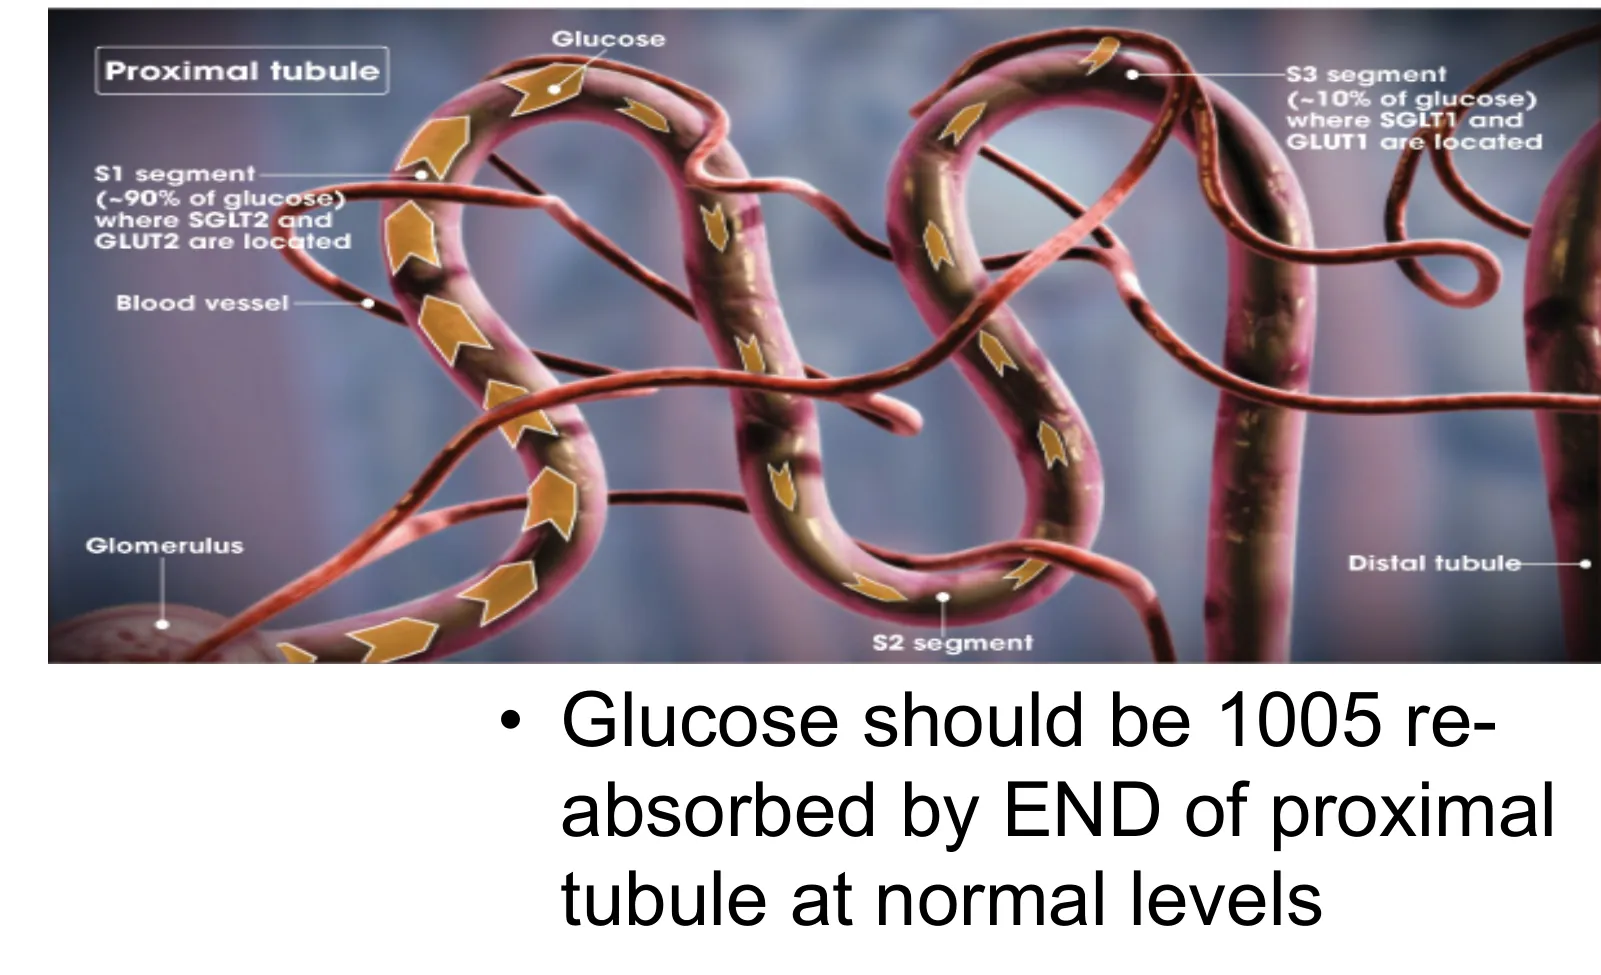 Proximal tubule
Glucose
S1 segment
(~90% of glucose)
where SGLT2 and
GLUT2 are located
Blood vessel
Glomerulus
S2 segment
S3 segment
(~10% of glucose)
where SGLT1 and
GLUT1 are located
Distal tubule
• Glucose should be 1005 re-
absorbed by END of proximal
tubule at normal levels